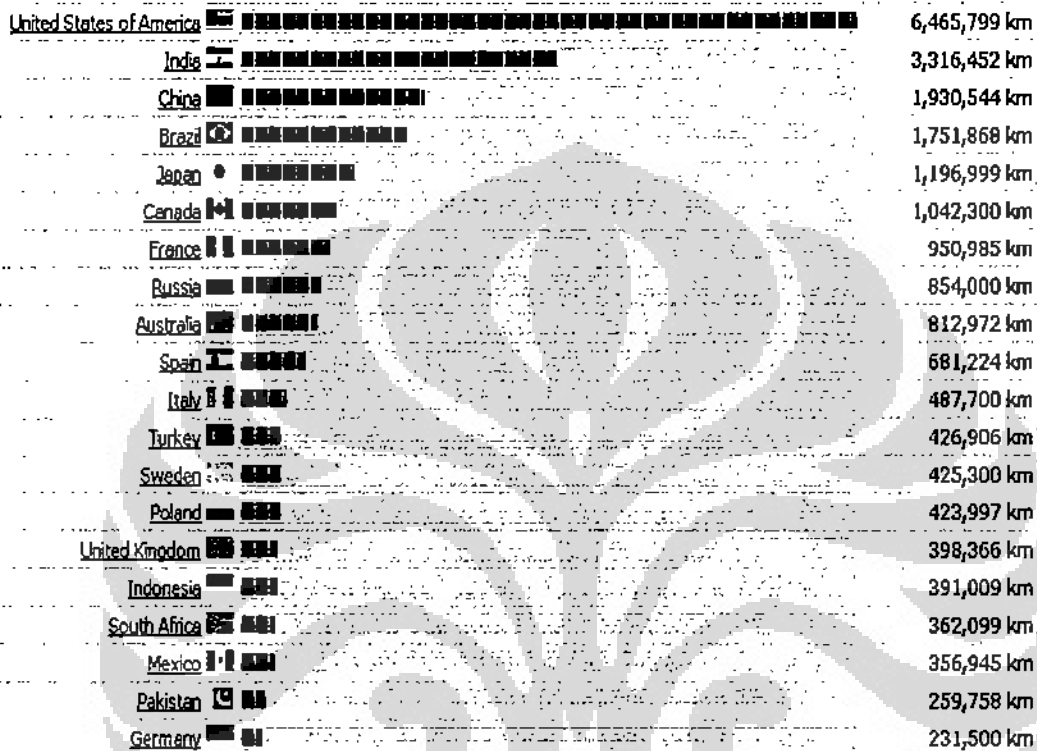 United States of America 6,465,799 km
India 3,316,452 km
China 1,930,544 km
Brazil 1,751,868 km
Japan 1,196,999 km
Canada 1,042,300 km
France 950,985 km
Russia 854,000 km
Australia 812,972 km
Spain 681,224 km
Italy 487,700 km
Turkey 426,906 km
Sweden 425,300 km
Poland 423,997 km
United Kingdom 398,366 km
Indonesia 391,009 km
South Africa 362,099 km
Mexico 356,945 km
Pakistan 259,758 km
Germany 231,500 km